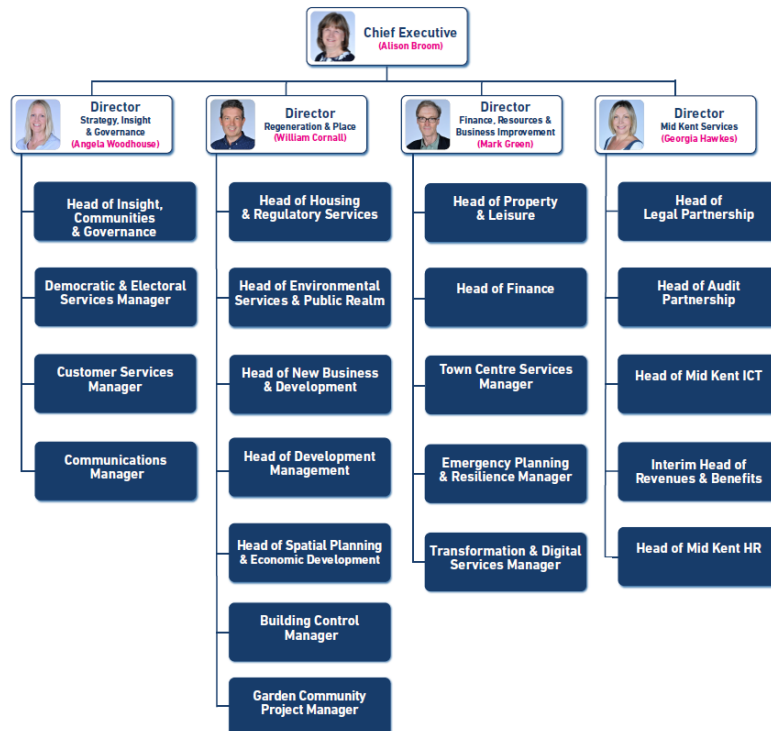 Chief Executive
(Alison Broom)
Director
Strategy, Insight
& Governance
(Angela Woodhouse)
Head of Insight,
Communities
& Governance
Democratic & Electoral
Services Manager
Customer Services
Manager
Communications
Manager
Director
Regeneration & Place
(William Cornall)
Head of Housing
& Regulatory Services
Head of Environmental
Services & Public Realm
Head of New Business
& Development
Head of Development
Management
Head of Spatial Planning
& Economic Development
Building Control
Manager
Garden Community
Project Manager
Director
Finance, Resources &
Business Improvement
(Mark Green)
Head of Property
& Leisure
Head of Finance
Town Centre Services
Manager
Emergency Planning
& Resilience Manager
Transformation & Digital
Services Manager
Director
Mid Kent Services
(Georgia Hawkes)
Head of
Legal Partnership
Head of Audit
Partnership
Head of Mid Kent ICT
Interim Head of
Revenues & Benefits
Head of Mid Kent HR